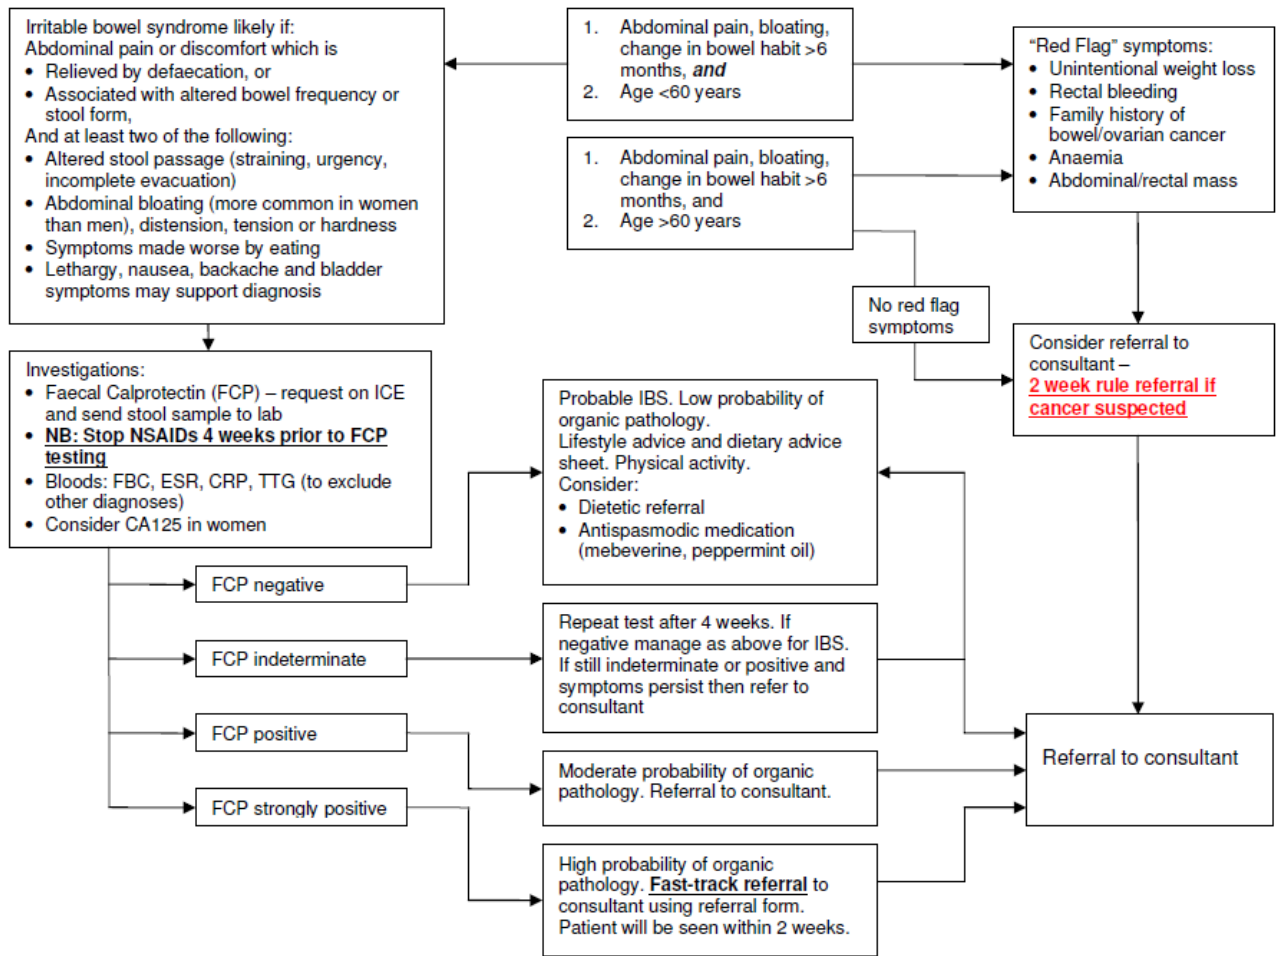 Irritable bowel syndrome likely if:
Abdominal pain or discomfort which is
• Relieved by defaecation, or
• Associated with altered bowel frequency or
stool form,
And at least two of the following:
• Altered stool passage (straining, urgency,
incomplete evacuation)
• Abdominal bloating (more common in women
than men), distension, tension or hardness
• Symptoms made worse by eating
• Lethargy, nausea, backache and bladder
symptoms may support diagnosis
1. Abdominal pain, bloating,
change in bowel habit >6
months, and
2. Age <60 years
1. Abdominal pain, bloating,
change in bowel habit >6
months, and
2. Age >60 years
"Red Flag" symptoms:
• Unintentional weight loss
• Rectal bleeding
• Family history of
bowel/ovarian cancer
• Anaemia
• Abdominal/rectal mass
No red flag
symptoms
Consider referral to
consultant –
2 week rule referral if
cancer suspected
Investigations:
• Faecal Calprotectin (FCP) – request on ICE
and send stool sample to lab
• NB: Stop NSAIDs 4 weeks prior to FCP
testing
• Bloods: FBC, ESR, CRP, TTG (to exclude
other diagnoses)
• Consider CA125 in women
Probable IBS. Low probability of
organic pathology.
Lifestyle advice and dietary advice
sheet. Physical activity.
Consider:
• Dietetic referral
• Antispasmodic medication
(mebeverine, peppermint oil)
FCP negative
FCP indeterminate
Repeat test after 4 weeks. If
negative manage as above for IBS.
If still indeterminate or positive and
symptoms persist then refer to
consultant
FCP positive
Moderate probability of organic
pathology. Referral to consultant.
Referral to consultant
FCP strongly positive
High probability of organic
pathology. Fast-track referral to
consultant using referral form.
Patient will be seen within 2 weeks.